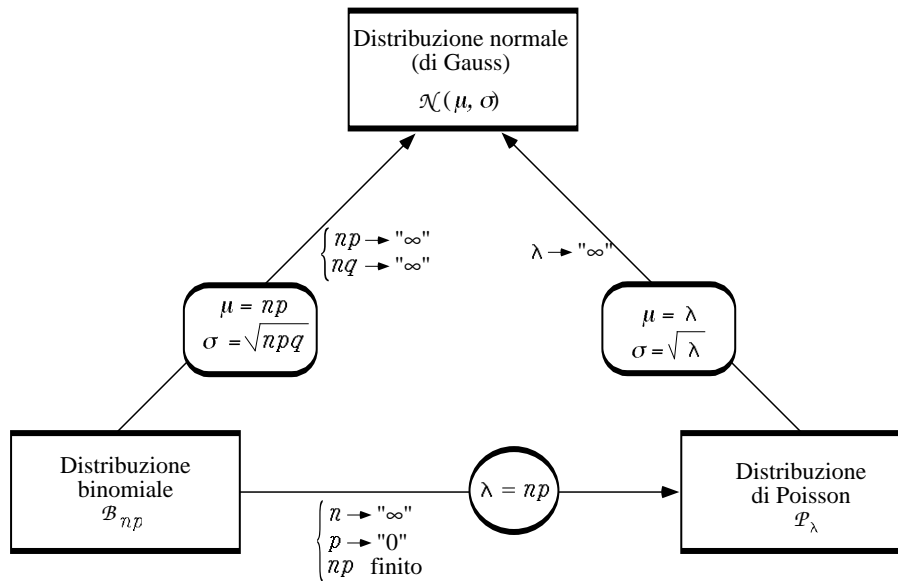 Distribuzione normale
(di Gauss)
𝒩(μ, σ)
np → "∞"
nq → "∞"
λ → "∞"
μ = np
σ = √npq
μ = λ
σ = √λ
Distribuzione
binomiale
ℬnp
λ = np
Distribuzione
di Poisson
𝒫λ
n → "∞"
p → "0"
np finito